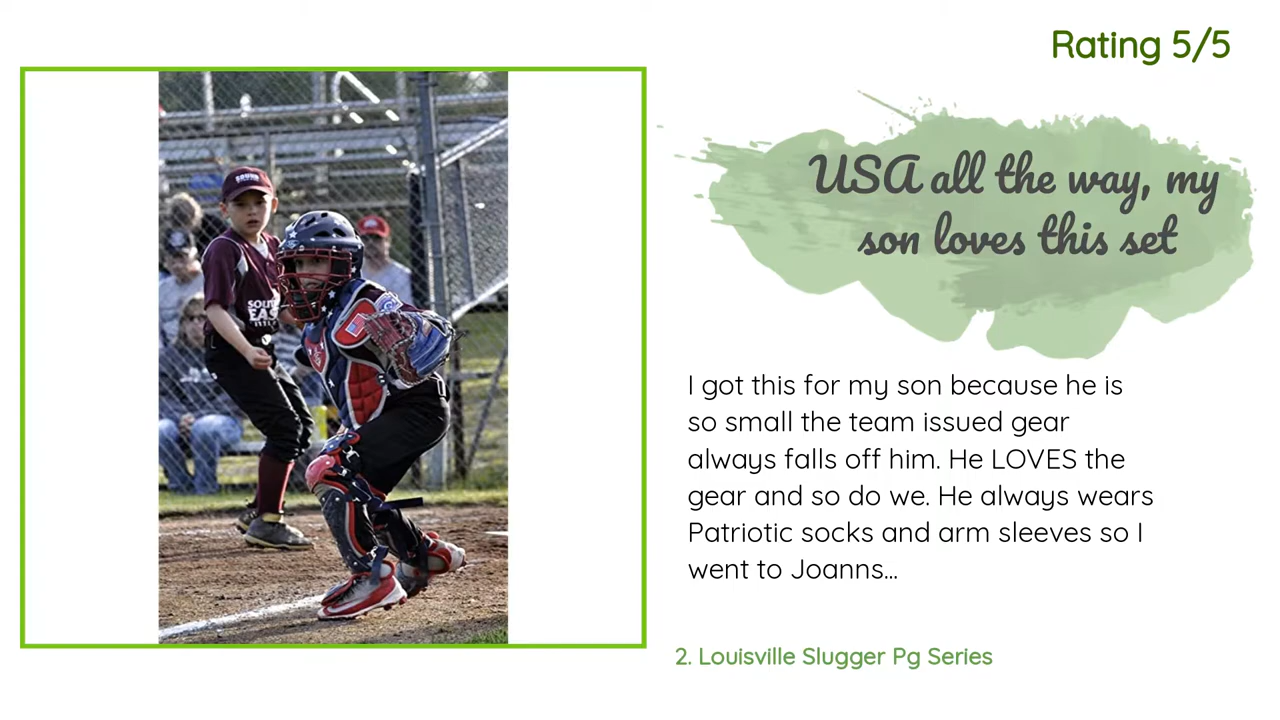 Rating 5/5
USA all the way, my
son loves this set
I got this for my son because he is
so small the team issued gear
always falls off him. He LOVES the
gear and so do we. He always wears
Patriotic socks and arm sleeves so I
went to Joanns...
2. Louisville Slugger Pg Series
EAST